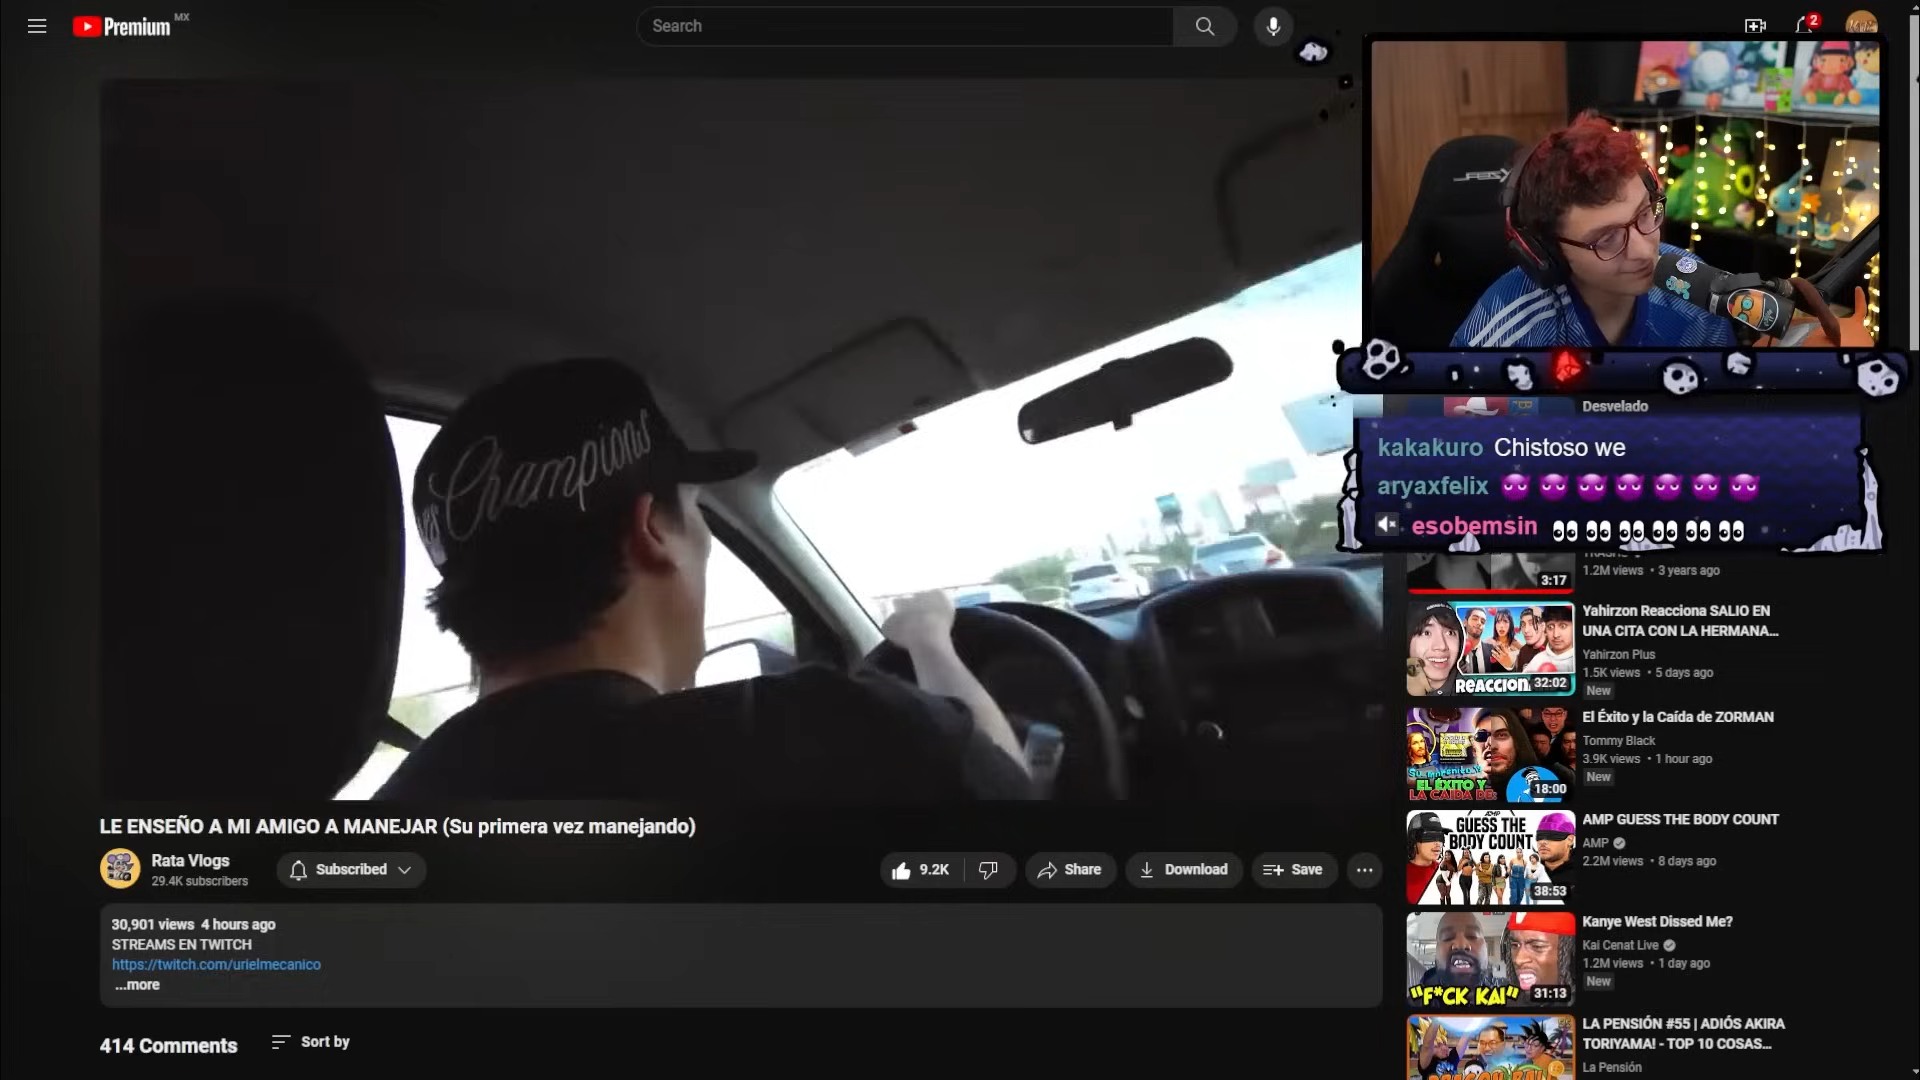 Premium MX
Search
2
Champions
Desvelado
kakakuro Chistoso we
aryaxfelix
esobemsin
3:17
1.2M views • 3 years ago
Yahirzon Reacciona SALIO EN
UNA CITA CON LA HERMANA...
Yahirzon Plus
1.5K views • 5 days ago
New
REACCION
32:02
El Éxito y la Caída de ZORMAN
Tommy Black
3.9K views • 1 hour ago
New
EL ÉXITO Y
LA CAIDA DE:
18:00
AMP GUESS THE BODY COUNT
AMP
2.2M views • 8 days ago
AMP
GUESS THE
BODY COUNT
38:53
Kanye West Dissed Me?
Kai Cenat Live
1.2M views • 1 day ago
New
"F*CK KAI"
31:13
LA PENSIÓN #55 | ADIÓS AKIRA
TORIYAMA! - TOP 10 COSAS...
La Pensión
LE ENSEÑO A MI AMIGO A MANEJAR (Su primera vez manejando)
Rata Vlogs
29.4K subscribers
Subscribed
9.2K
Share
Download
Save
30,901 views 4 hours ago
STREAMS EN TWITCH
https://twitch.com/urielmecanico
...more
414 Comments
Sort by